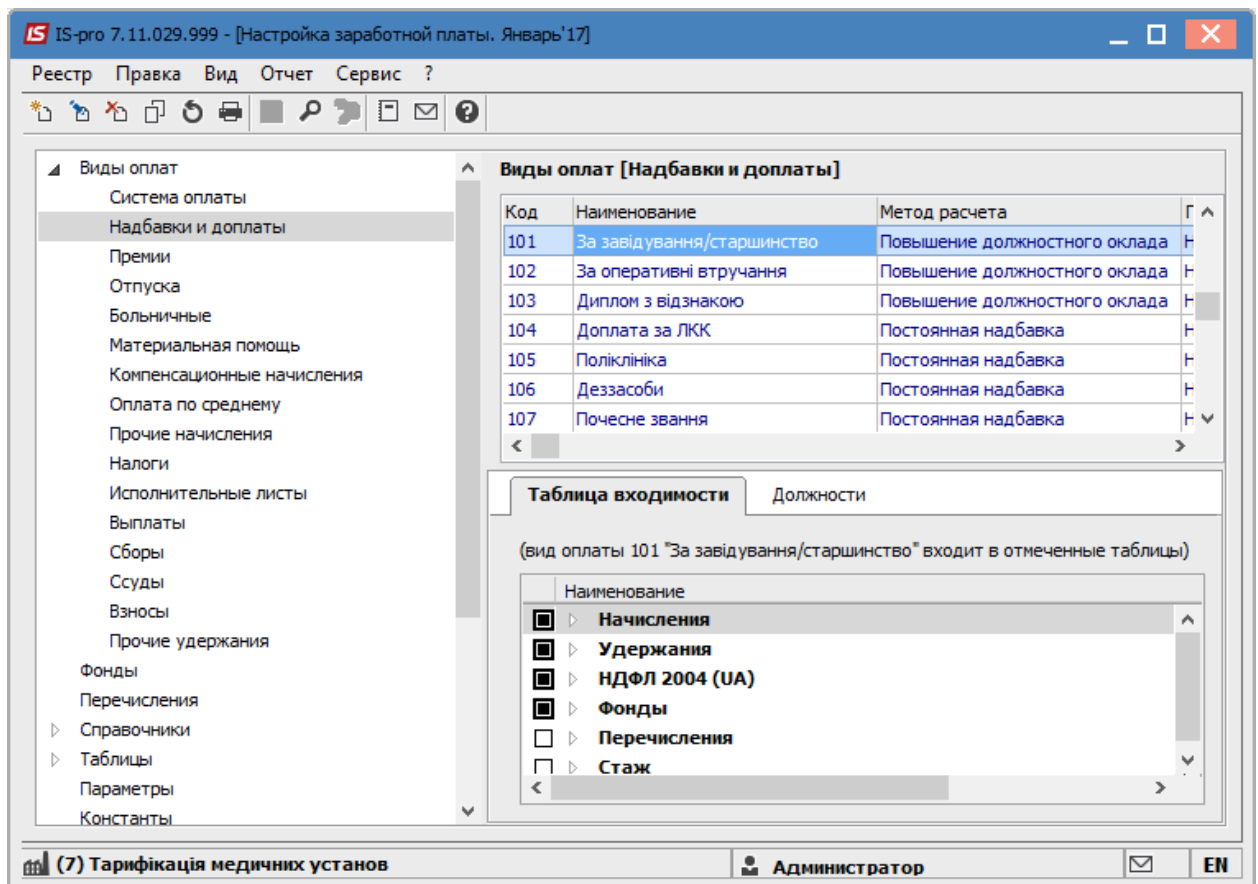 IS IS-pro 7.11.029.999 - [Настройка заработной платы. Январь'17]
Реестр Правка Вид Отчет Сервис ?
Виды оплат
Система оплаты
Надбавки и доплаты
Премии
Отпуска
Больничные
Материальная помощь
Компенсационные начисления
Оплата по среднему
Прочие начисления
Налоги
Исполнительные листы
Выплаты
Сборы
Ссуды
Взносы
Прочие удержания
Фонды
Перечисления
Справочники
Таблицы
Параметры
Константы
Виды оплат [Надбавки и доплаты]
Код Наименование Метод расчета
101 За завідування/старшинство Повышение должностного оклада Н
102 За оперативні втручання Повышение должностного оклада Н
103 Диплом з відзнакою Повышение должностного оклада Н
104 Доплата за ЛКК Постоянная надбавка Н
105 Поліклініка Постоянная надбавка Н
106 Деззасоби Постоянная надбавка Н
107 Почесне звання Постоянная надбавка Н
Таблица входимости Должности
(вид оплаты 101 "За завідування/старшинство" входит в отмеченные таблицы)
Наименование
Начисления
Удержания
НДФЛ 2004 (UA)
Фонды
Перечисления
Стаж
(7) Тарифікація медичних установ Администратор EN